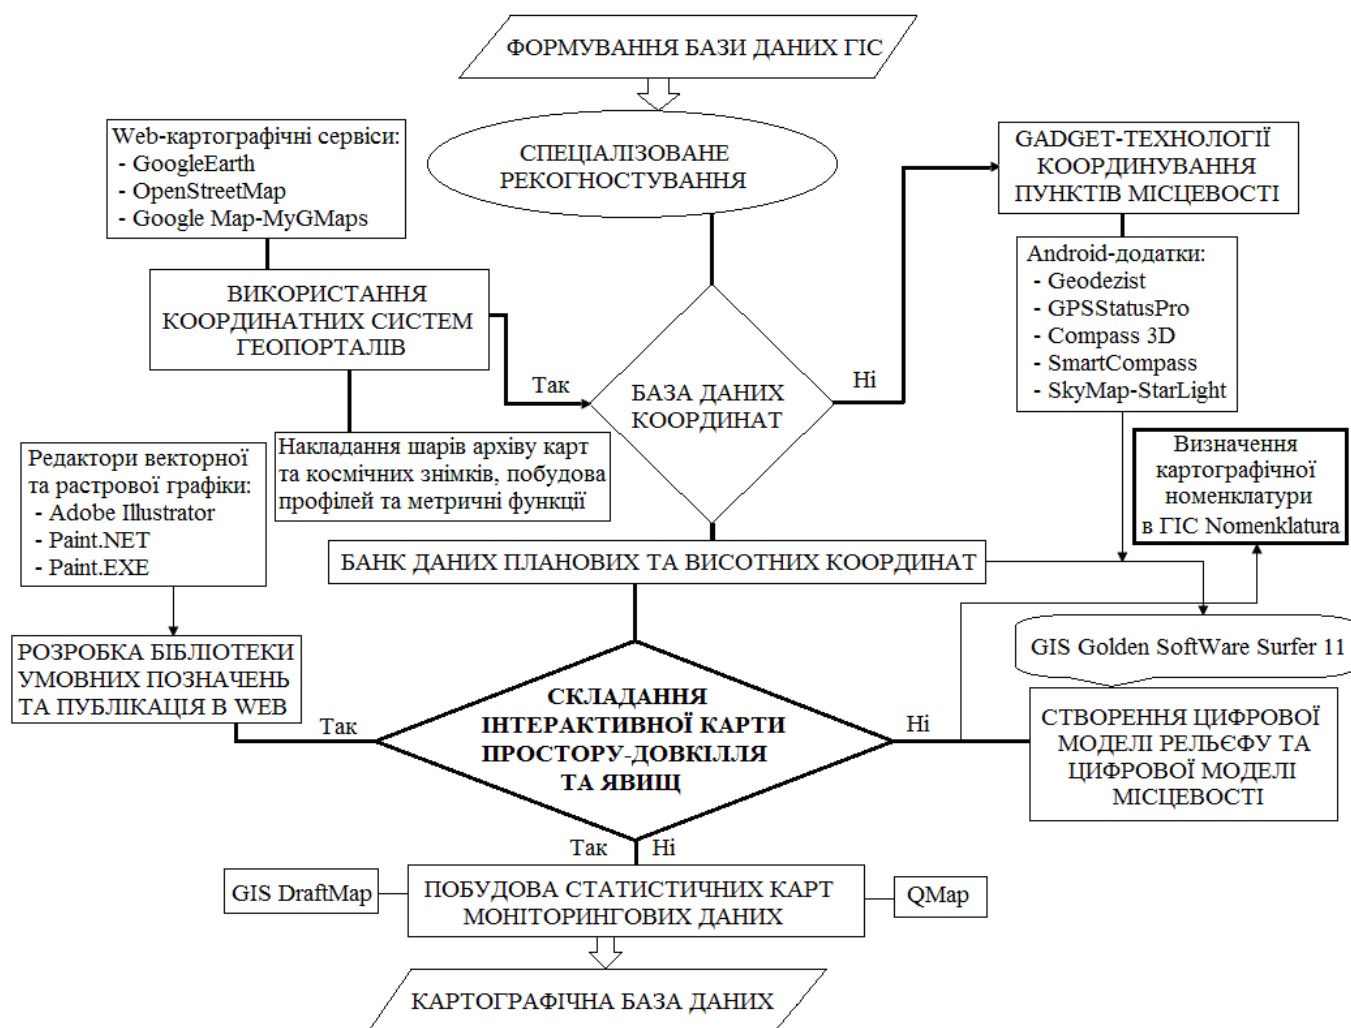 ФОРМУВАННЯ БАЗИ ДАНИХ ГІС
Web-картографічні сервіси:
- GoogleEarth
- OpenStreetMap
- Google Map-MyGMaps
СПЕЦІАЛІЗОВАНЕ
РЕКОГНОСТУВАННЯ
GADGET-ТЕХНОЛОГІЇ
КООРДИНУВАННЯ
ПУНКТІВ МІСЦЕВОСТІ
Android-додатки:
- Geodezist
- GPSStatusPro
- Compass 3D
- SmartCompass
- SkyMap-StarLight
ВИКОРИСТАННЯ
КООРДИНАТНИХ СИСТЕМ
ГЕОПОРТАЛІВ
Так
БАЗА ДАНИХ
КООРДИНАТ
Ні
Накладання шарів архіву карт
та космічних знімків, побудова
профілей та метричні функції
Редактори векторної
та растрової графіки:
- Adobe Illustrator
- Paint.NET
- Paint.EXE
Визначення
картографічної
номенклатури
в ГІС Nomenklatura
БАНК ДАНИХ ПЛАНОВИХ ТА ВИСОТНИХ КООРДИНАТ
РОЗРОБКА БІБЛІОТЕКИ
УМОВНИХ ПОЗНАЧЕНЬ
ТА ПУБЛІКАЦІЯ В WEB
Так
СКЛАДАННЯ
ІНТЕРАКТИВНОЇ КАРТИ
ПРОСТОРУ-ДОВКІЛЛЯ
ТА ЯВИЩ
Ні
GIS Golden SoftWare Surfer 11
СТВОРЕННЯ ЦИФРОВОЇ
МОДЕЛІ РЕЛЬЄФУ ТА
ЦИФРОВОЇ МОДЕЛІ
МІСЦЕВОСТІ
Так
Ні
GIS DraftMap
ПОБУДОВА СТАТИСТИЧНИХ КАРТ
МОНІТОРИНГОВИХ ДАНИХ
QMap
КАРТОГРАФІЧНА БАЗА ДАНИХ